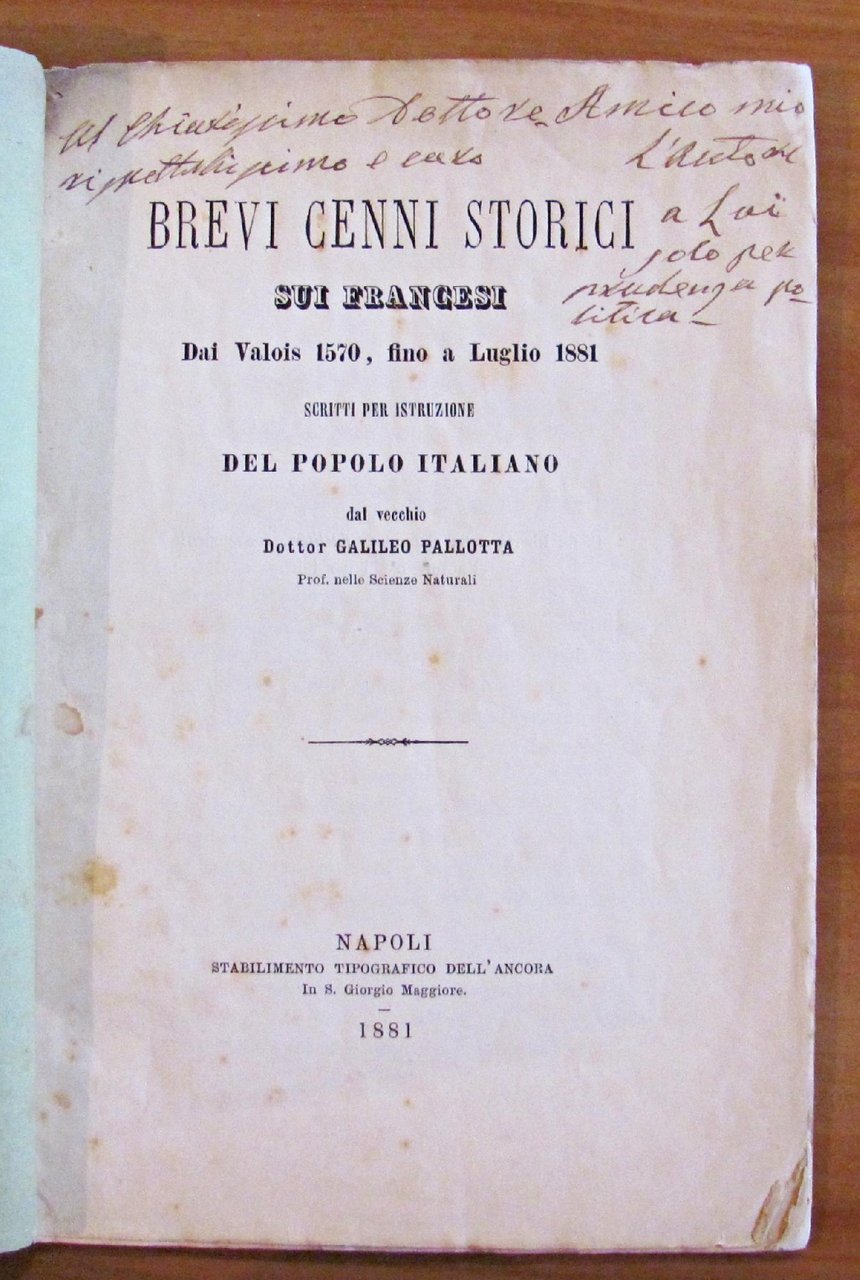 Al Chiarissimo Dottore Amico mio
rispettabilissimo e caro
L'Autore
a Lui
solo per
prudenza po-
litica
BREVI CENNI STORICI
SUI FRANCESI
Dai Valois 1570, fino a Luglio 1881
SCRITTI PER ISTRUZIONE
DEL POPOLO ITALIANO
dal vecchio
Dottor GALILEO PALLOTTA
Prof. nelle Scienze Naturali
NAPOLI
STABILIMENTO TIPOGRAFICO DELL'ANCORA
In S. Giorgio Maggiore.
1881